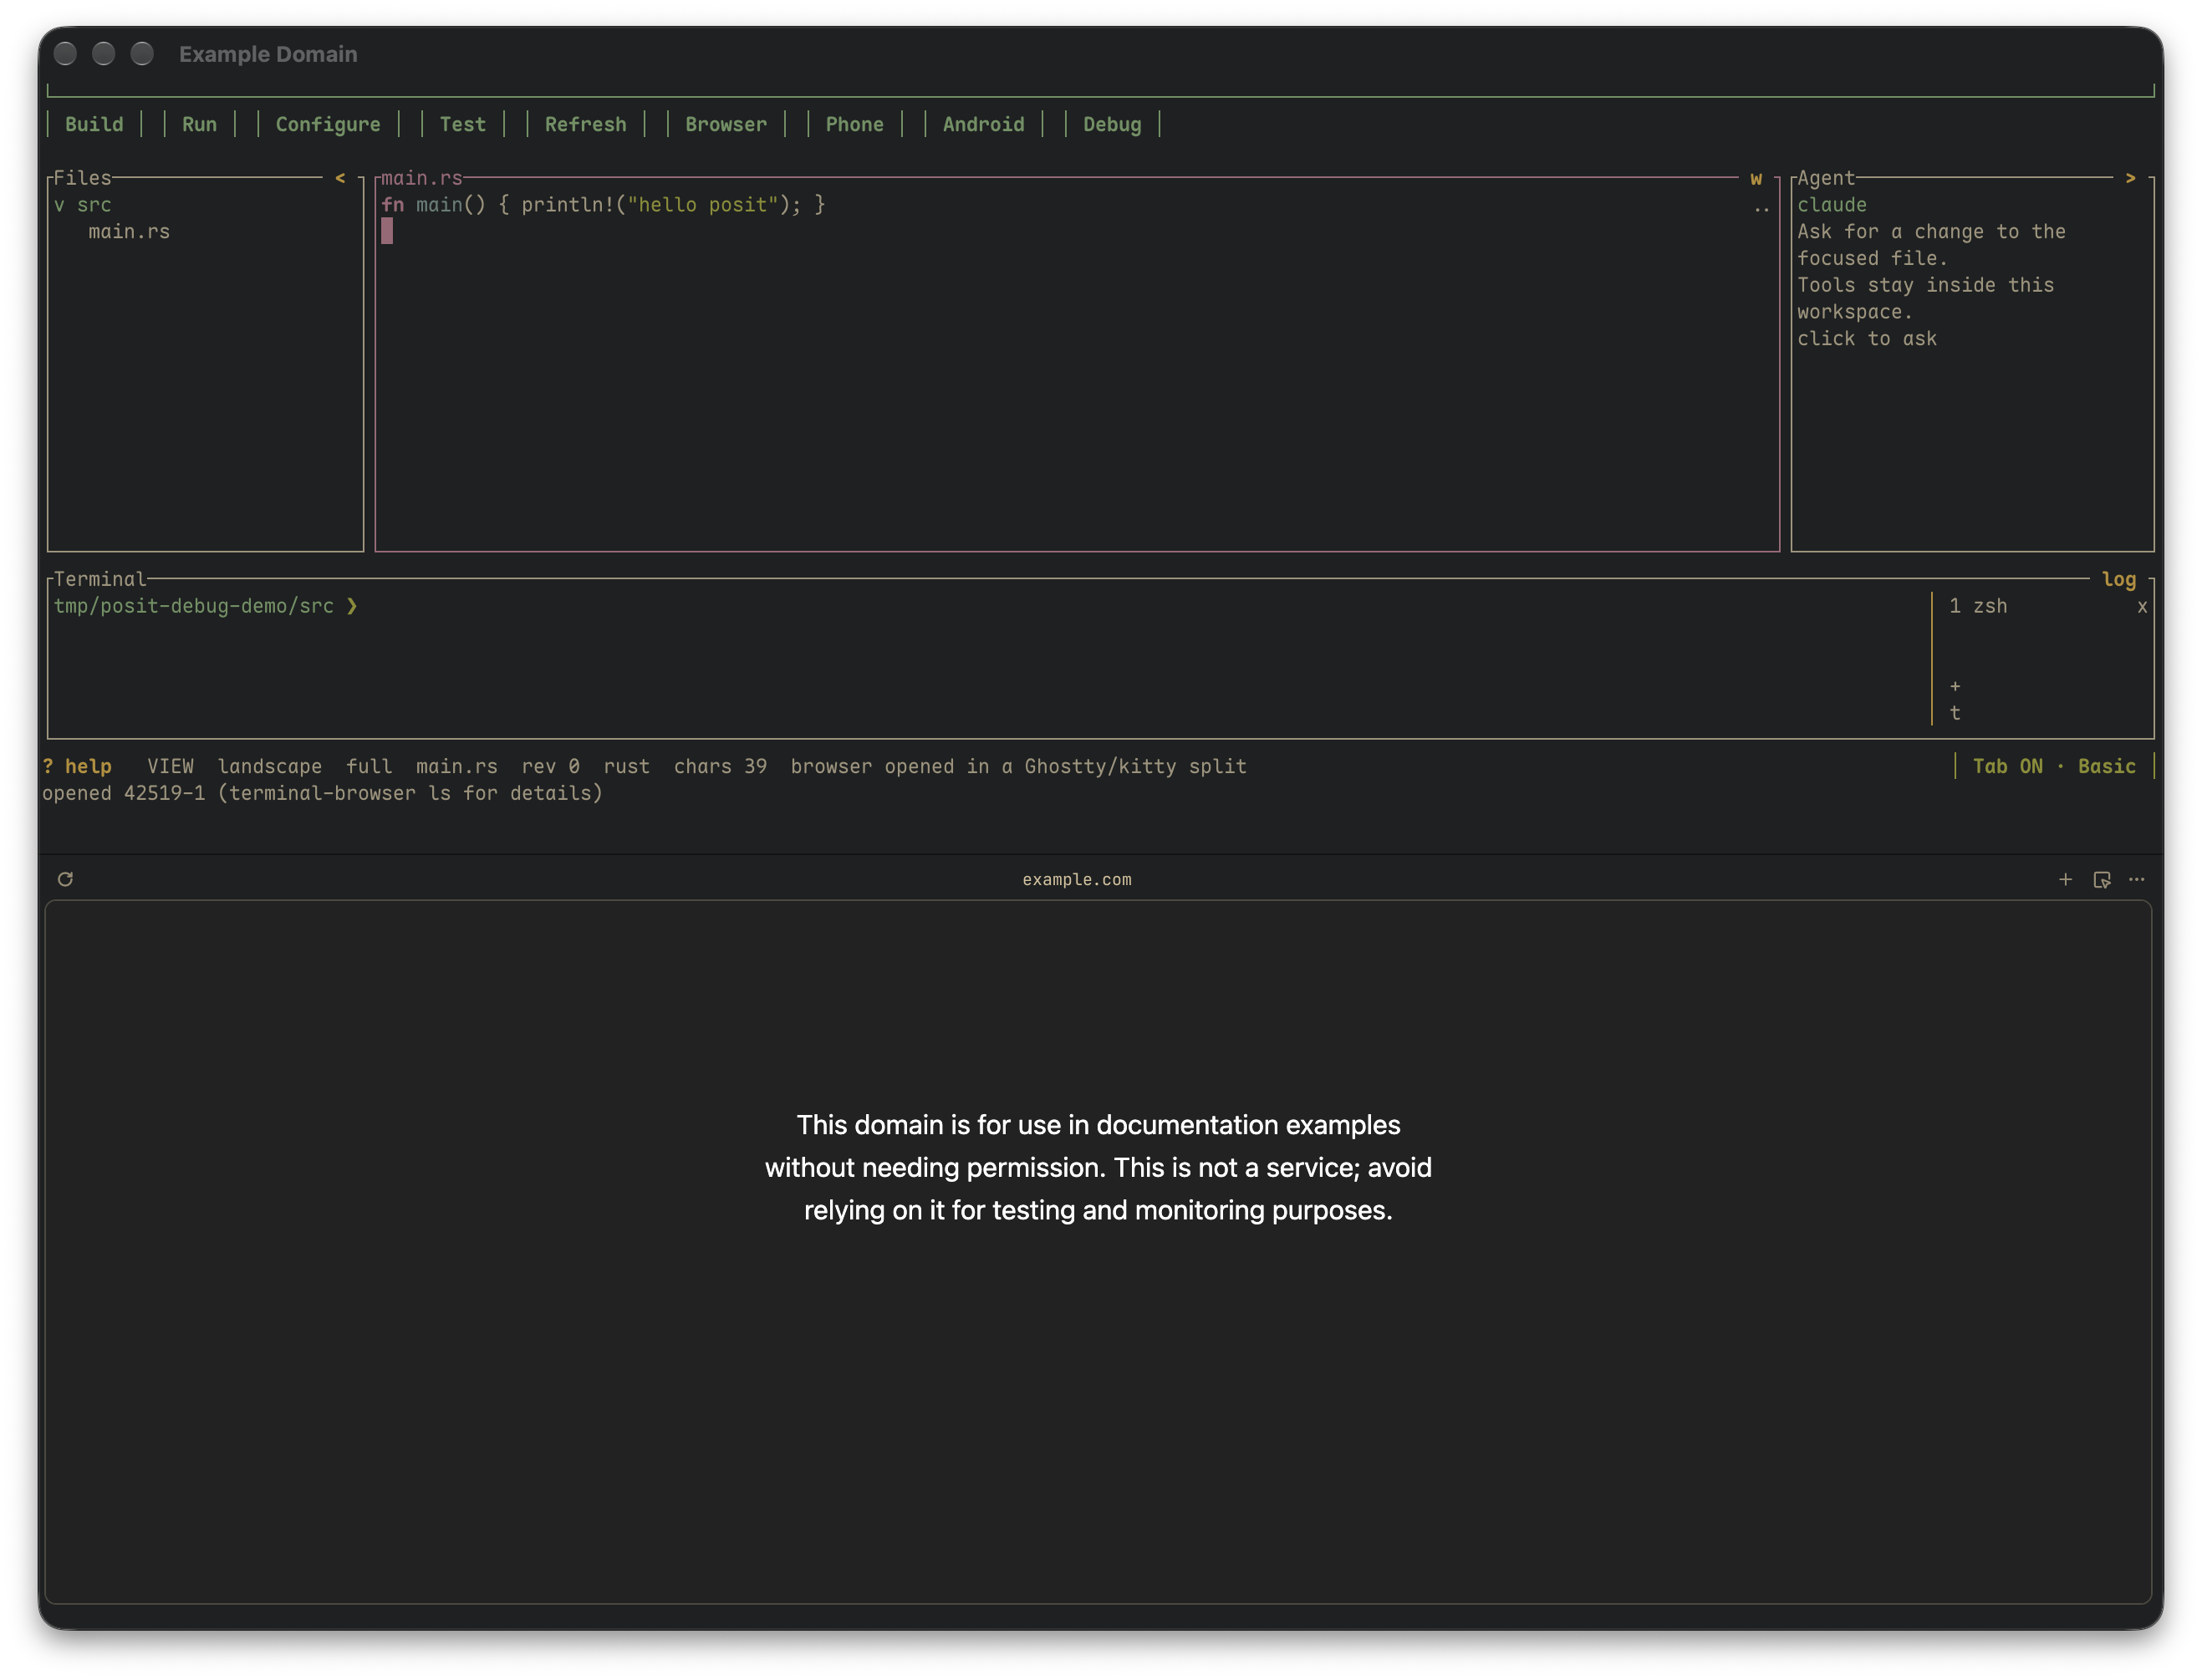 Example Domain
Build Run Configure Test Refresh Browser Phone Android Debug
Files <
v src
main.rs
main.rs w
fn main() { println!("hello posit"); }
..
Agent >
claude
Ask for a change to the
focused file.
Tools stay inside this
workspace.
click to ask
Terminal log
tmp/posit-debug-demo/src ❯
1 zsh x
+
t
? help VIEW landscape full main.rs rev 0 rust chars 39 browser opened in a Ghostty/kitty split Tab ON · Basic
opened 42519-1 (terminal-browser ls for details)
example.com
This domain is for use in documentation examples
without needing permission. This is not a service; avoid
relying on it for testing and monitoring purposes.